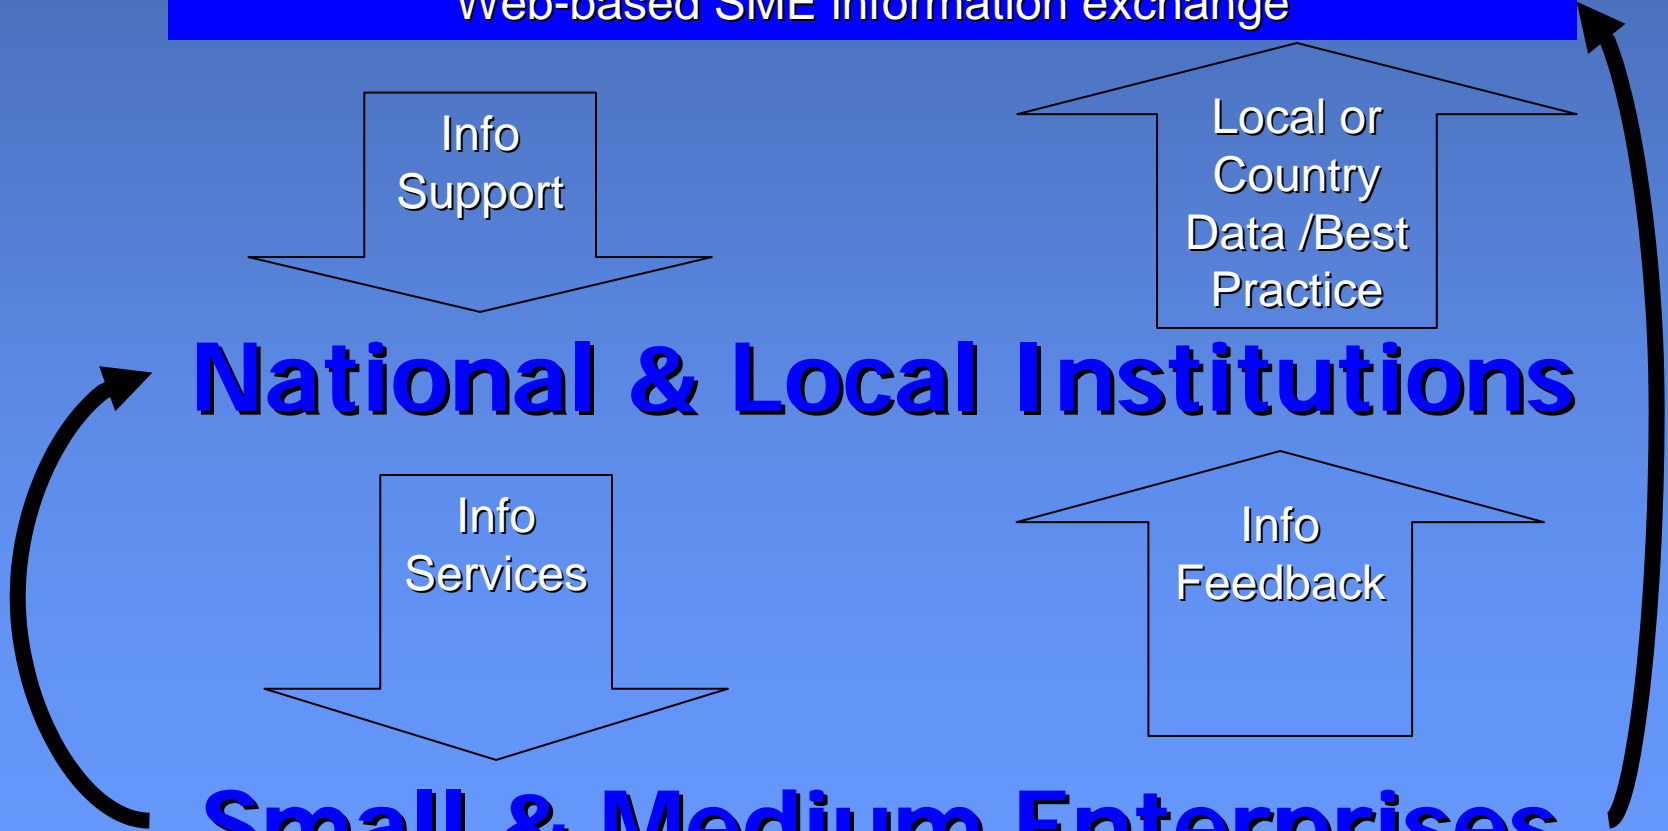 Web-based SME information exchange
Info
Support
Local or
Country
Data /Best
Practice
National & Local Institutions
Info
Services
Info
Feedback
Small & Medium Enterprises